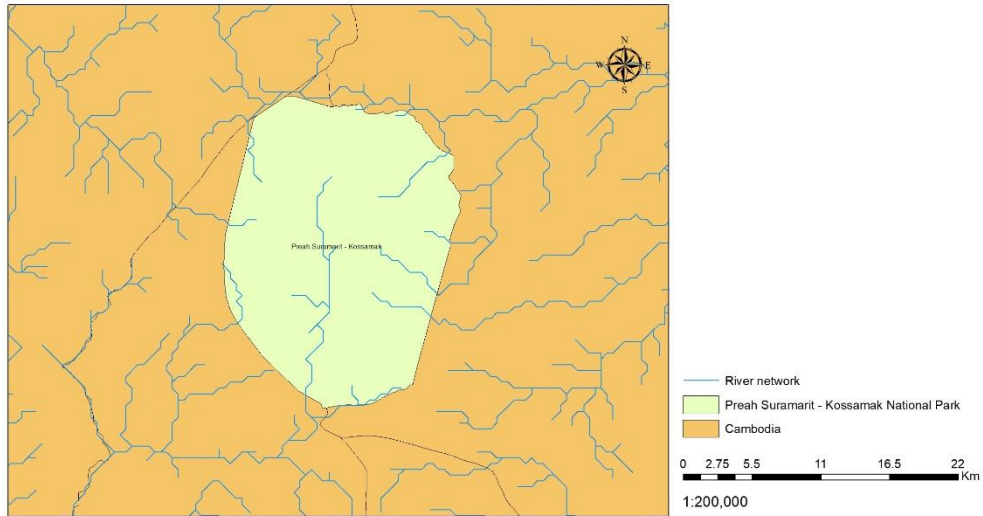 N
W E
S
Preah Suramarit - Kossamak
River network
Preah Suramarit - Kossamak National Park
Cambodia
0 2.75 5.5 11 16.5 22
Km
1:200,000